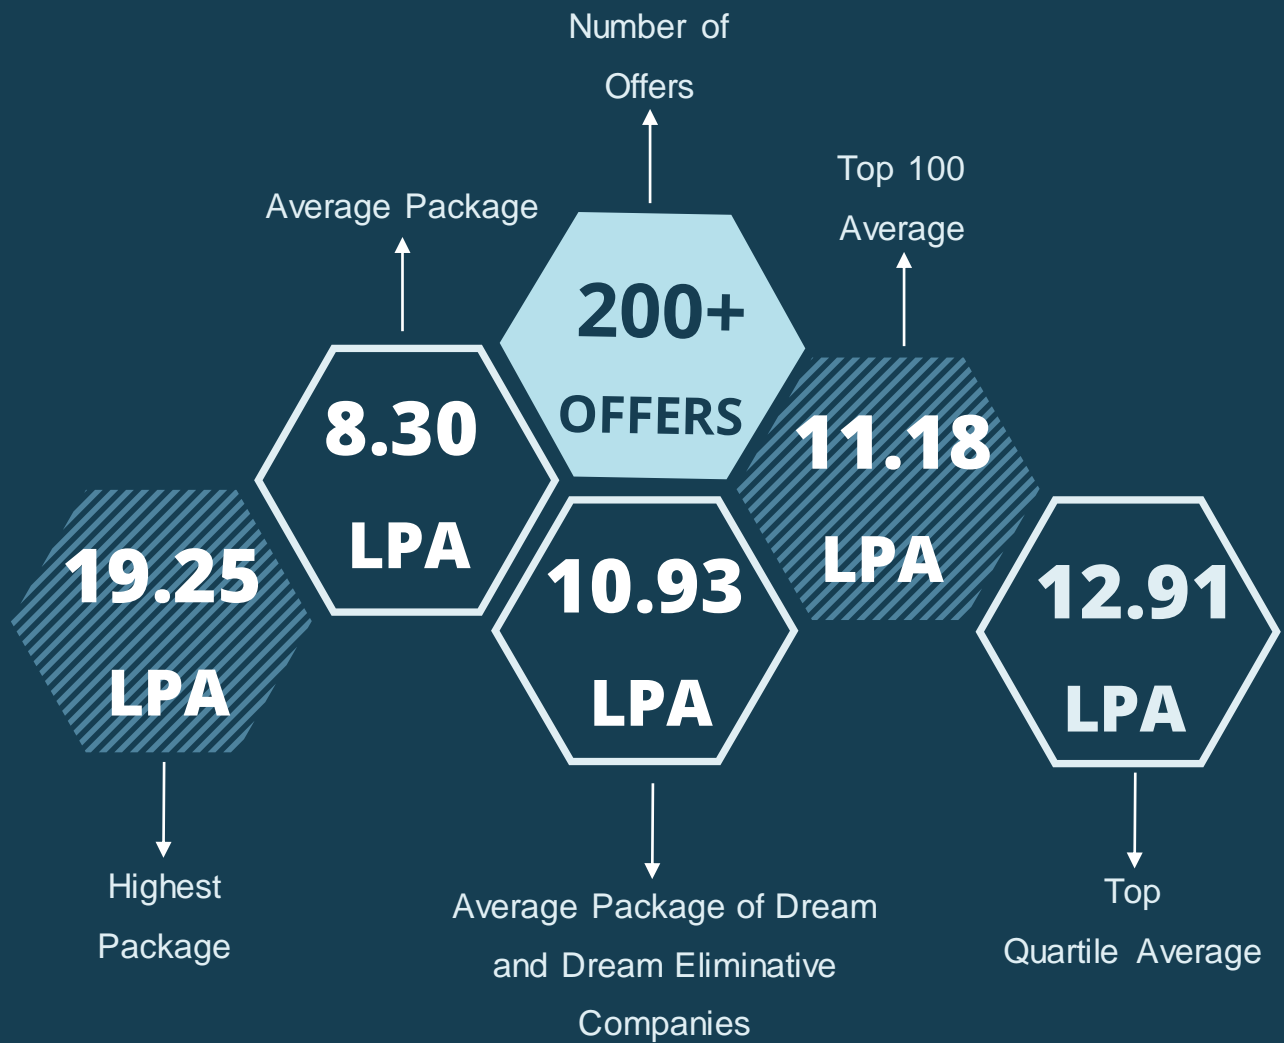 Number of
Offers
Top 100
Average
Average Package
200+
OFFERS
8.30
LPA
11.18
LPA
19.25
LPA
10.93
LPA
12.91
LPA
Highest
Package
Average Package of Dream
and Dream Eliminative
Companies
Top
Quartile Average